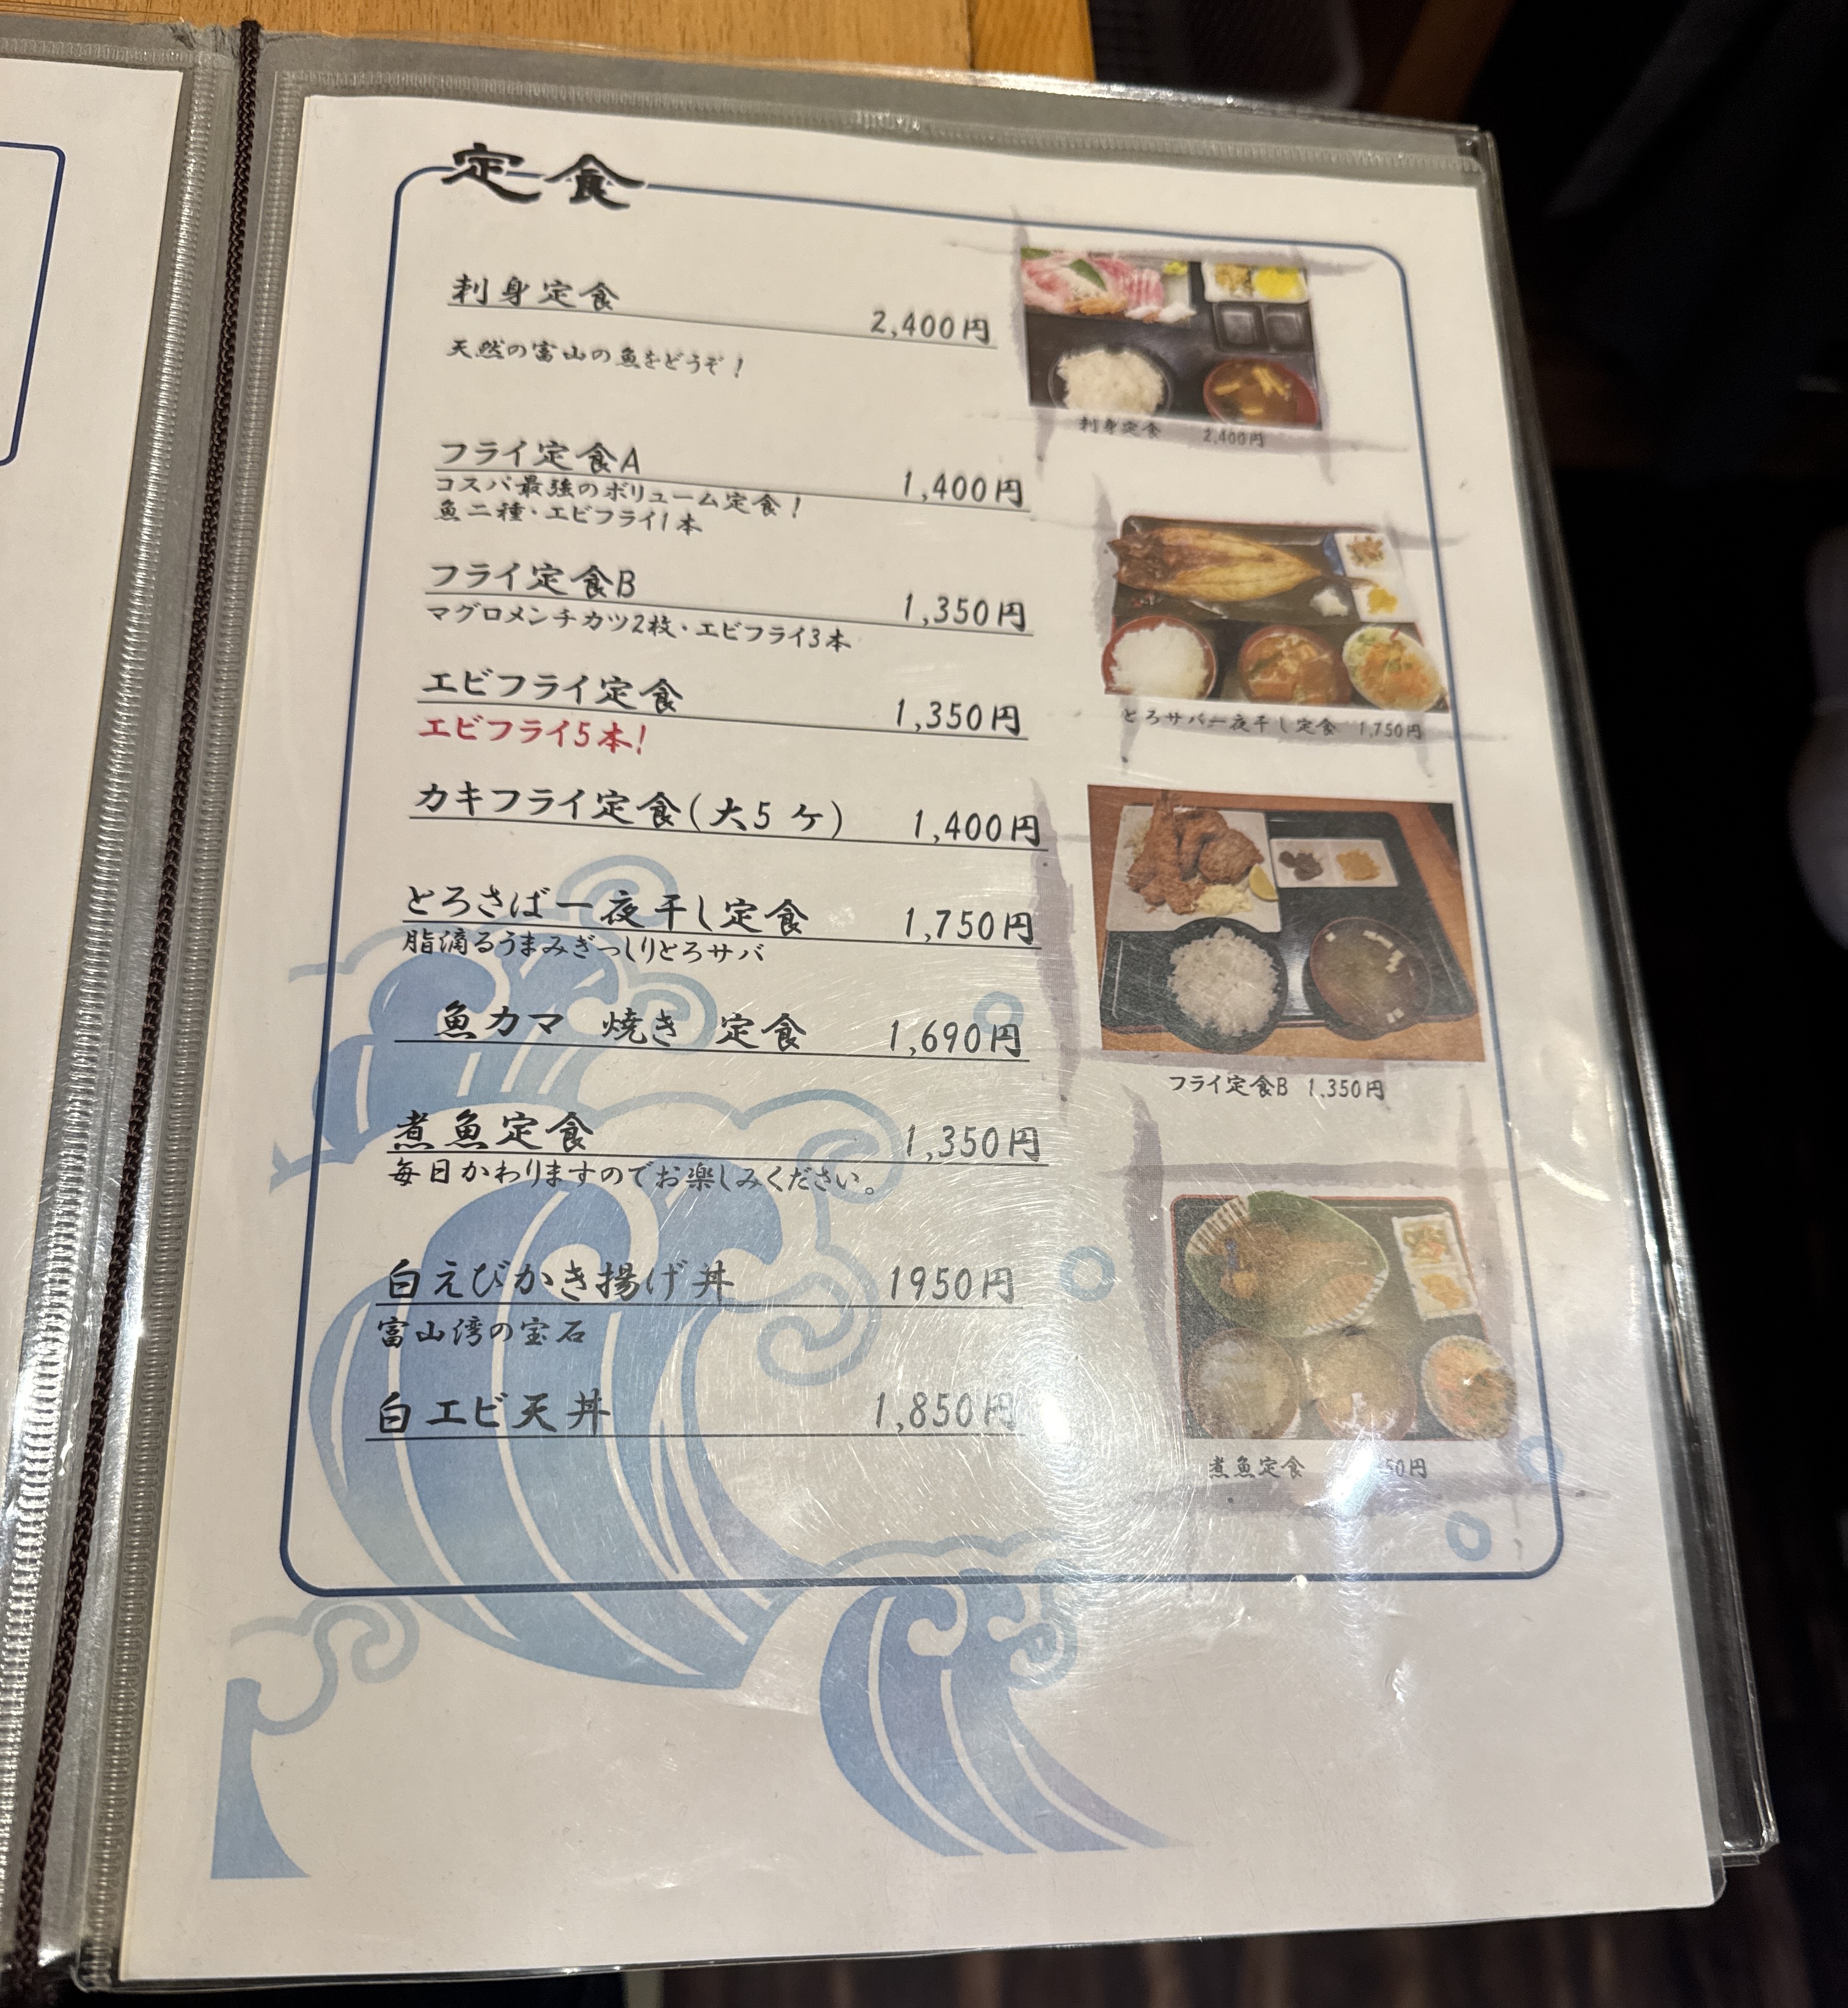 定食
刺身定食
2,400円
天然の富山の魚をどうぞ！
刺身定食 2,400円
フライ定食A
1,400円
コスパ最強のボリューム定食！
魚二種・エビフライ1本
フライ定食B
1,350円
マグロメンチカツ2枚・エビフライ3本
エビフライ定食
1,350円
エビフライ5本!
とろサバ一夜干し定食 1,750円
カキフライ定食(大5ケ) 1,400円
とろさば一夜干し定食 1,750円
脂滴るうまみぎっしりとろサバ
魚カマ 焼き 定食 1,690円
フライ定食B 1.350円
煮魚定食 1,350円
毎日かわりますのでお楽しみください。
白えびかき揚げ丼 1950円
富山湾の宝石
白エビ天丼 1,850円
煮魚定食 50円